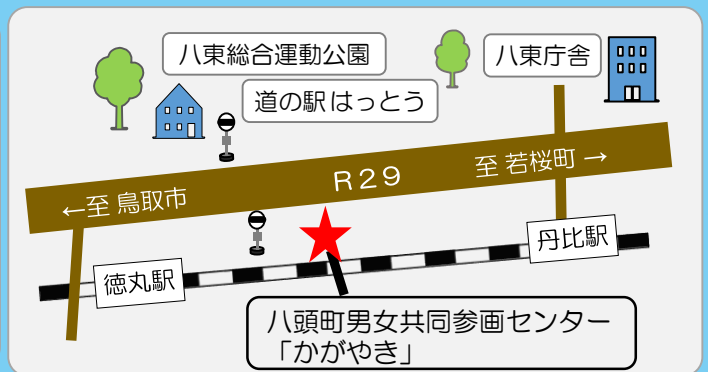 八東総合運動公園
八東庁舎
道の駅はっとう
R29
至 若桜町 →
←至 鳥取市
丹比駅
徳丸駅
八頭町男女共同参画センター
「かがやき」